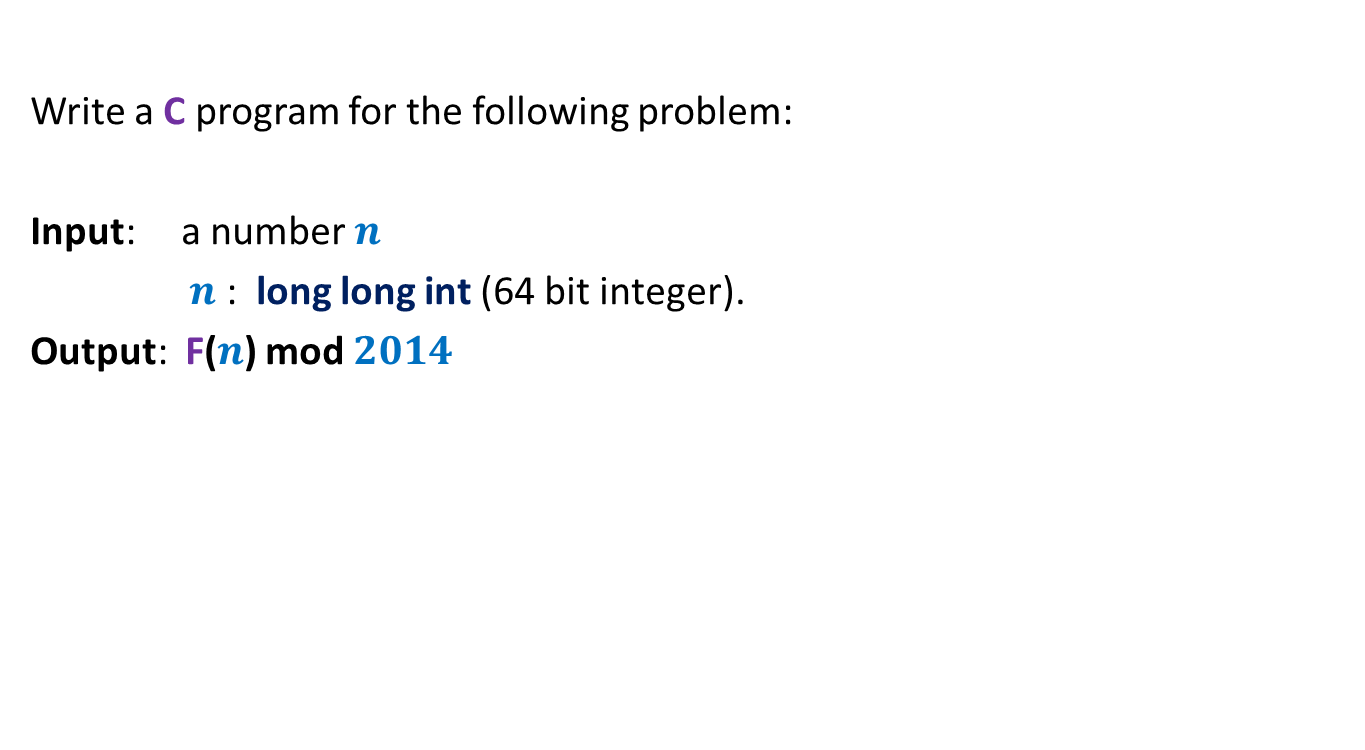 Write a C program for the following problem:
Input: a number n
n : long long int (64 bit integer).
Output: F(n) mod 2014